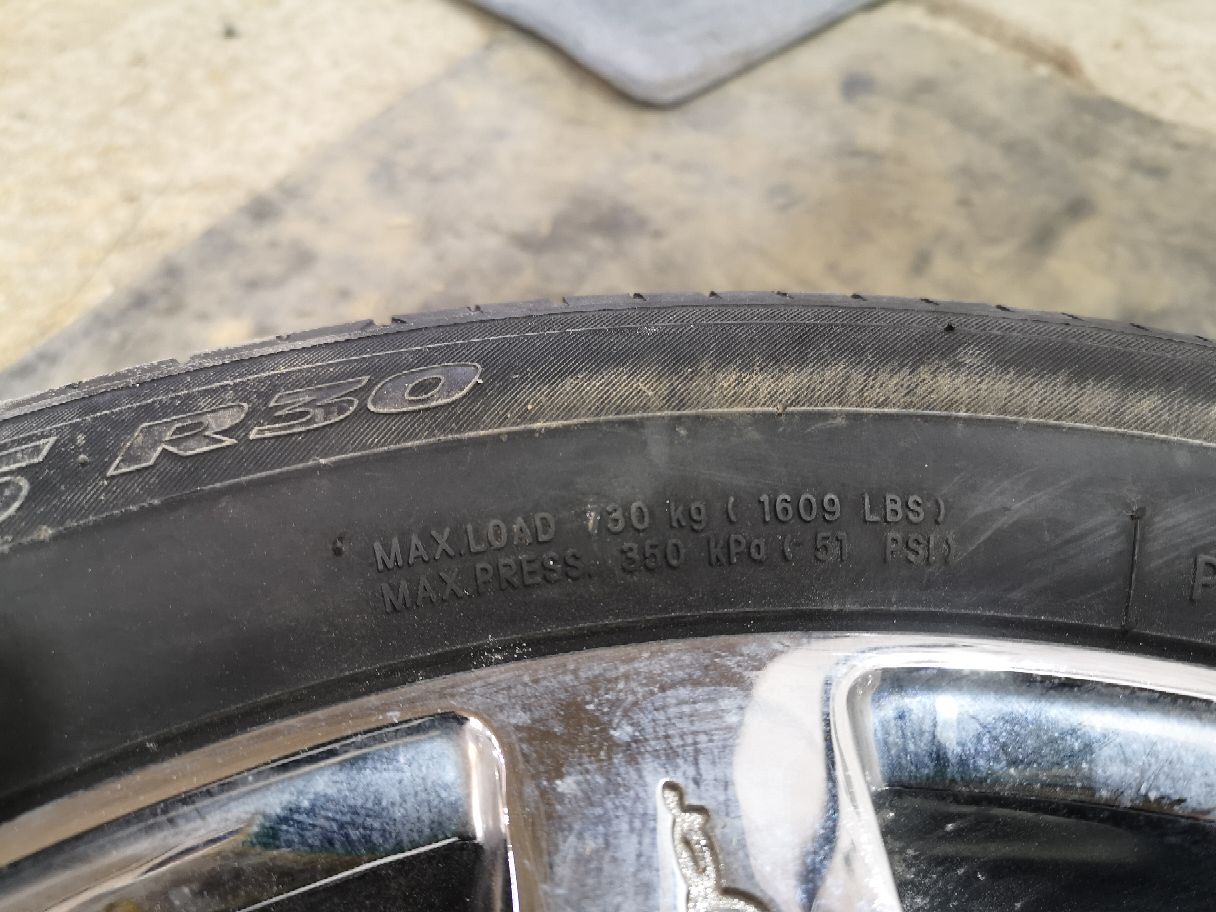 R30
MAX.LOAD 730 kg ( 1609 LBS)
MAX.PRESS. 350 kPa ( 51 PSI)